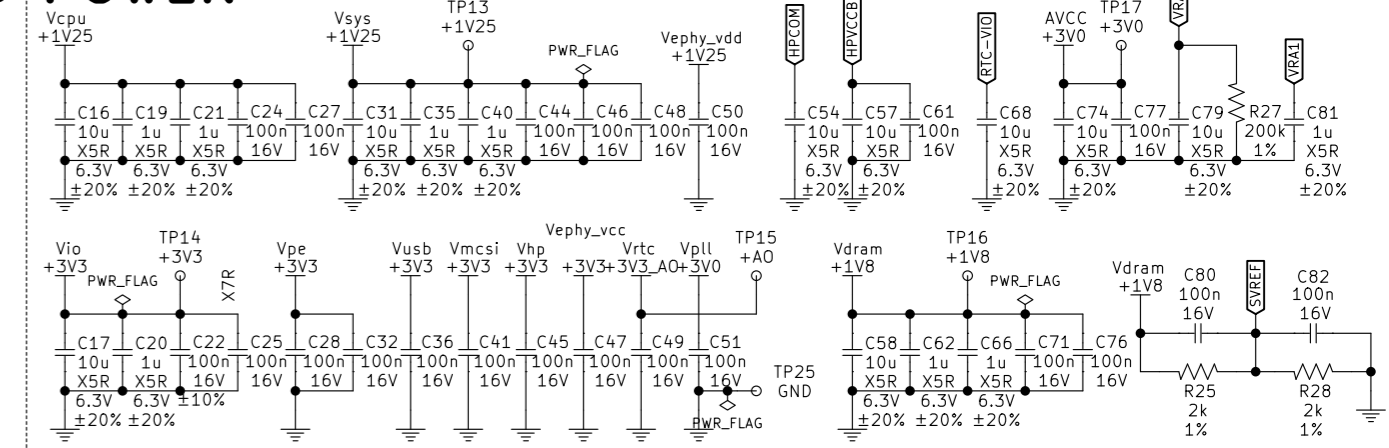 POWER
Vcpu
+1V25
C16
10u
X5R
6.3V
±20%
C19
1u
X5R
6.3V
±20%
C21
1u
X5R
6.3V
±20%
C24
100n
16V
C27
100n
16V
Vsys
+1V25
TP13
+1V25
PWR_FLAG
C31
10u
X5R
6.3V
±20%
C35
1u
X5R
6.3V
±20%
C40
1u
X5R
6.3V
±20%
C44
100n
16V
C46
100n
16V
C48
100n
16V
Vephy_vdd
+1V25
C50
100n
16V
HPCOM
C54
10u
X5R
6.3V
±20%
HPVCCB
C57
10u
X5R
6.3V
±20%
C61
100n
16V
RTC-VIO
C68
10u
X5R
6.3V
±20%
AVCC
+3V0
TP17
+3V0
C74
10u
X5R
6.3V
±20%
C77
100n
16V
C79
10u
X5R
6.3V
±20%
R27
200k
1%
VRA1
C81
1u
X5R
6.3V
±20%
Vio
+3V3
PWR_FLAG
TP14
+3V3
X7R
C17
10u
X5R
6.3V
±20%
C20
1u
X5R
6.3V
±20%
C22
100n
16V
±10%
C25
100n
16V
Vpe
+3V3
C28
100n
16V
C32
100n
16V
Vusb
+3V3
C36
100n
16V
Vmcsi
+3V3
C41
100n
16V
Vhp
+3V3
C45
100n
16V
Vephy_vcc
+3V3
C47
100n
16V
Vrtc
+3V3_AO
C49
100n
16V
Vpll
+3V0
C51
100n
16V
TP15
+AO
TP25
GND
PWR_FLAG
Vdram
+1V8
TP16
+1V8
PWR_FLAG
C58
10u
X5R
6.3V
±20%
C62
1u
X5R
6.3V
±20%
C66
1u
X5R
6.3V
±20%
C71
100n
16V
C76
100n
16V
Vdram
+1V8
C80
100n
16V
SVREF
C82
100n
16V
R25
2k
1%
R28
2k
1%